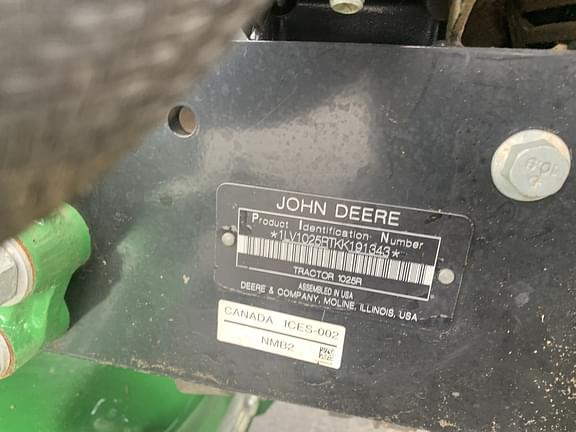 JOHN DEERE
Product Identification Number
*1LV1025RTKK191343*
TRACTOR 1025R
ASSEMBLED IN USA
DEERE & COMPANY, MOLINE, ILLINOIS, USA
CANADA ICES-002
NMB2